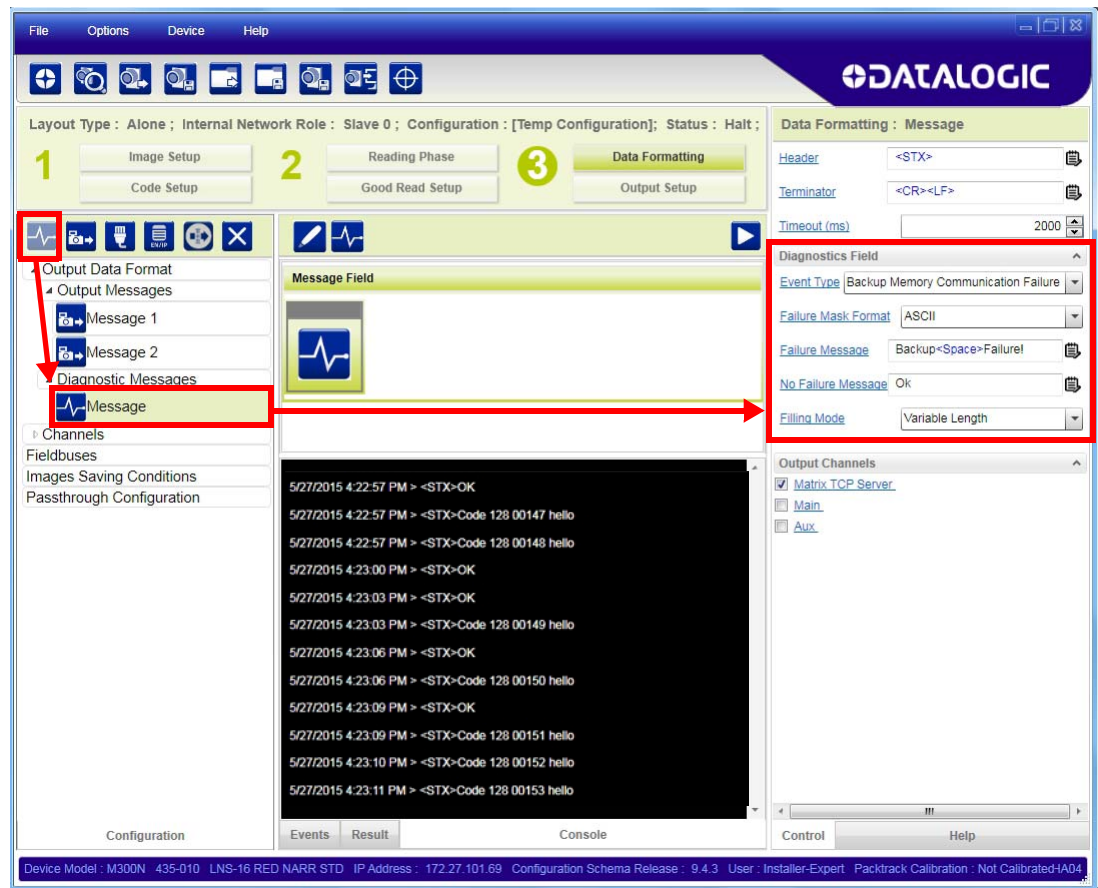 File Options Device Help
DATALOGIC
Layout Type : Alone ; Internal Network Role : Slave 0 ; Configuration : [Temp Configuration]; Status : Halt ;
1
Image Setup
Code Setup
2
Reading Phase
Good Read Setup
3
Data Formatting
Output Setup
EN/IP
Output Data Format
Output Messages
Message 1
Message 2
Diagnostic Messages
Message
Channels
Fieldbuses
Images Saving Conditions
Passthrough Configuration
Configuration
Message Field
5/27/2015 4:22:57 PM > <STX>OK
5/27/2015 4:22:57 PM > <STX>Code 128 00147 hello
5/27/2015 4:22:57 PM > <STX>Code 128 00148 hello
5/27/2015 4:23:00 PM > <STX>OK
5/27/2015 4:23:03 PM > <STX>OK
5/27/2015 4:23:03 PM > <STX>Code 128 00149 hello
5/27/2015 4:23:06 PM > <STX>OK
5/27/2015 4:23:06 PM > <STX>Code 128 00150 hello
5/27/2015 4:23:09 PM > <STX>OK
5/27/2015 4:23:09 PM > <STX>Code 128 00151 hello
5/27/2015 4:23:10 PM > <STX>Code 128 00152 hello
5/27/2015 4:23:11 PM > <STX>Code 128 00153 hello
Events Result Console
Data Formatting : Message
Header <STX>
Terminator <CR><LF>
Timeout (ms) 2000
Diagnostics Field
Event Type Backup Memory Communication Failure
Failure Mask Format ASCII
Failure Message Backup<Space>Failure!
No Failure Message Ok
Filling Mode Variable Length
Output Channels
Matrix TCP Server
Main
Aux
Control Help
Device Model : M300N 435-010 LNS-16 RED NARR STD IP Address : 172.27.101.69 Configuration Schema Release : 9.4.3 User : Installer-Expert Packtrack Calibration : Not Calibrated HA04